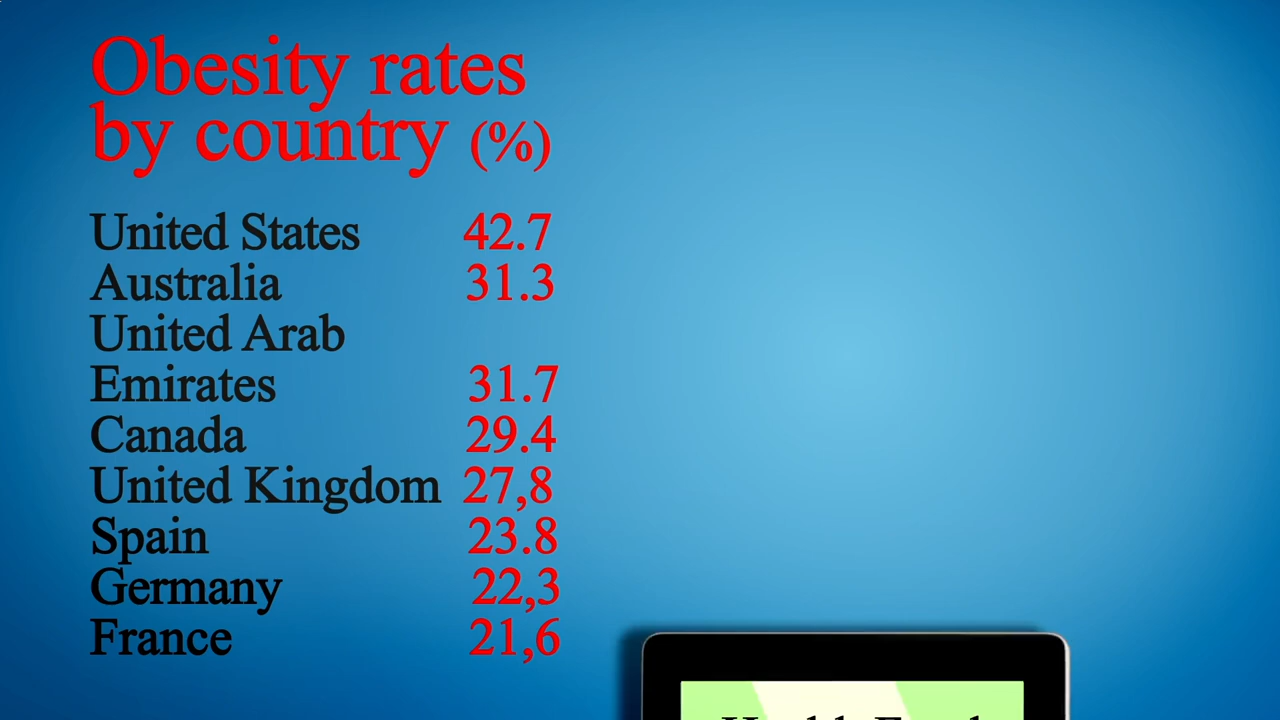 Obesity rates
by country (%)
United States 42.7
Australia 31.3
United Arab
Emirates 31.7
Canada 29.4
United Kingdom 27,8
Spain 23.8
Germany 22,3
France 21,6